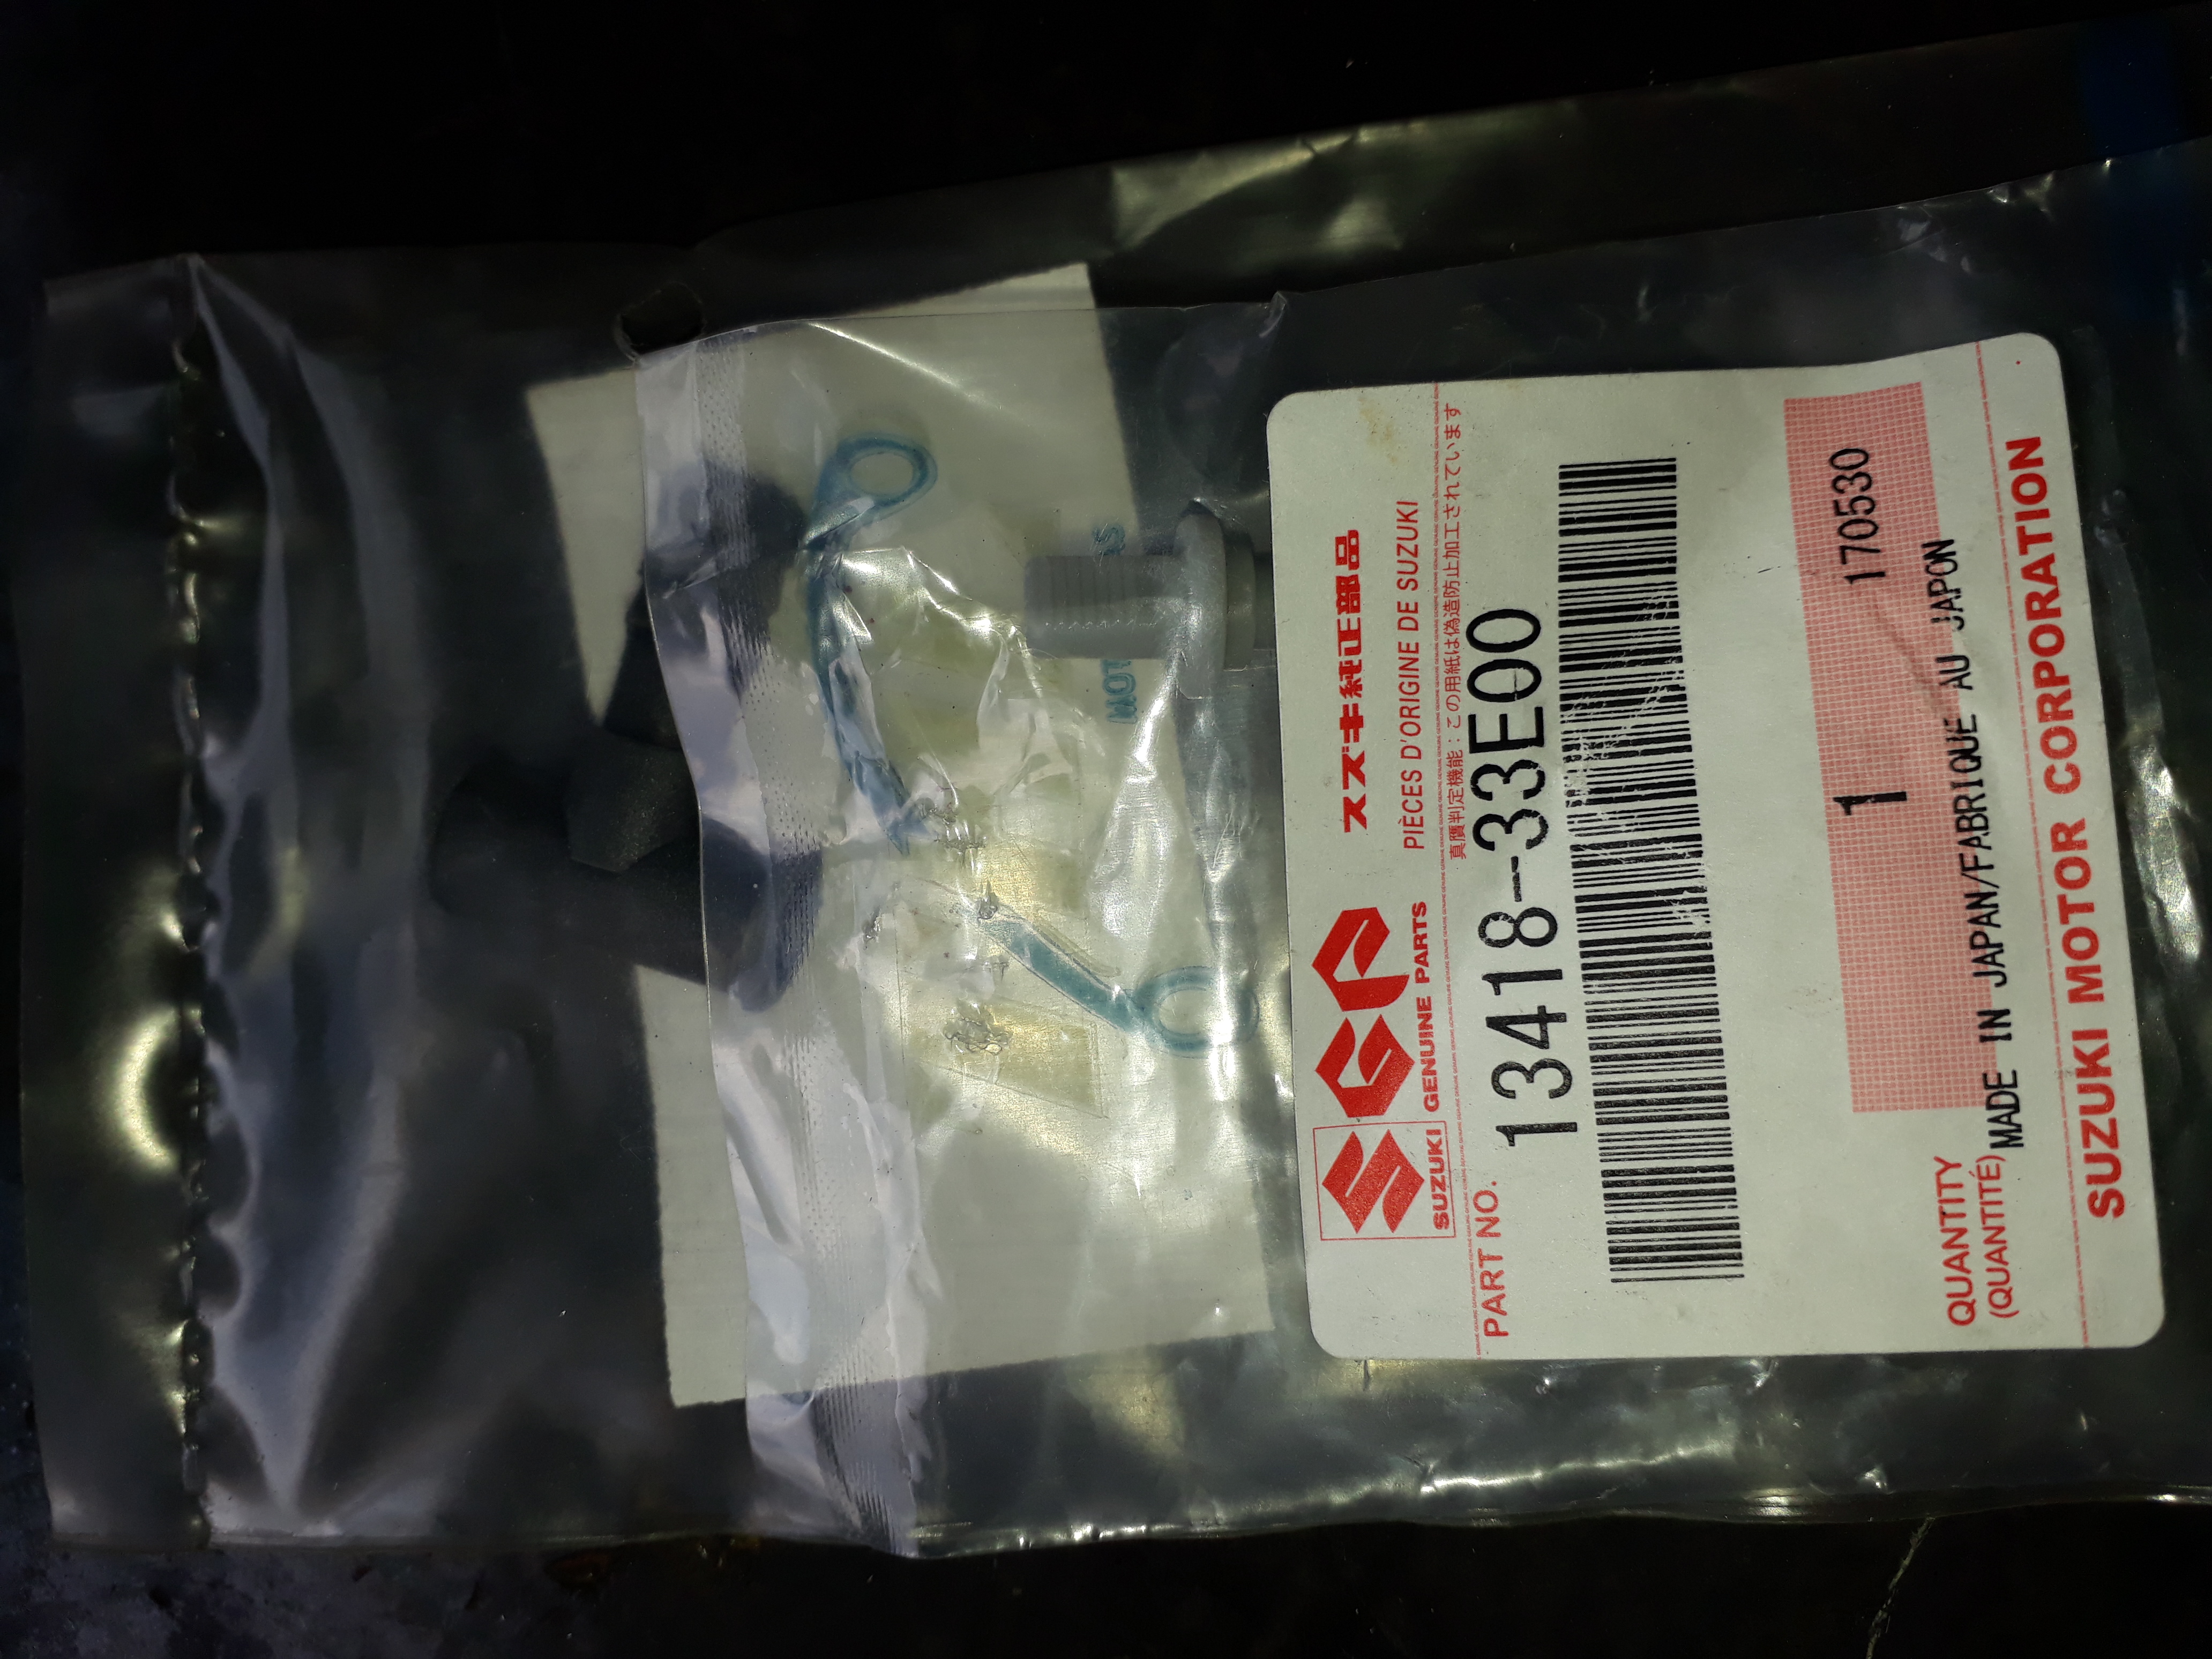 SGP スズキ純正部品
SUZUKI GENUINE PARTS PIÈCES D'ORIGINE DE SUZUKI
真贋判定機能：この用紙は偽造防止加工されています
PART NO. 13418-33E00
QUANTITY
(QUANTITÉ)
1 170530
MADE IN JAPAN/FABRIQUE AU JAPON
SUZUKI MOTOR CORPORATION